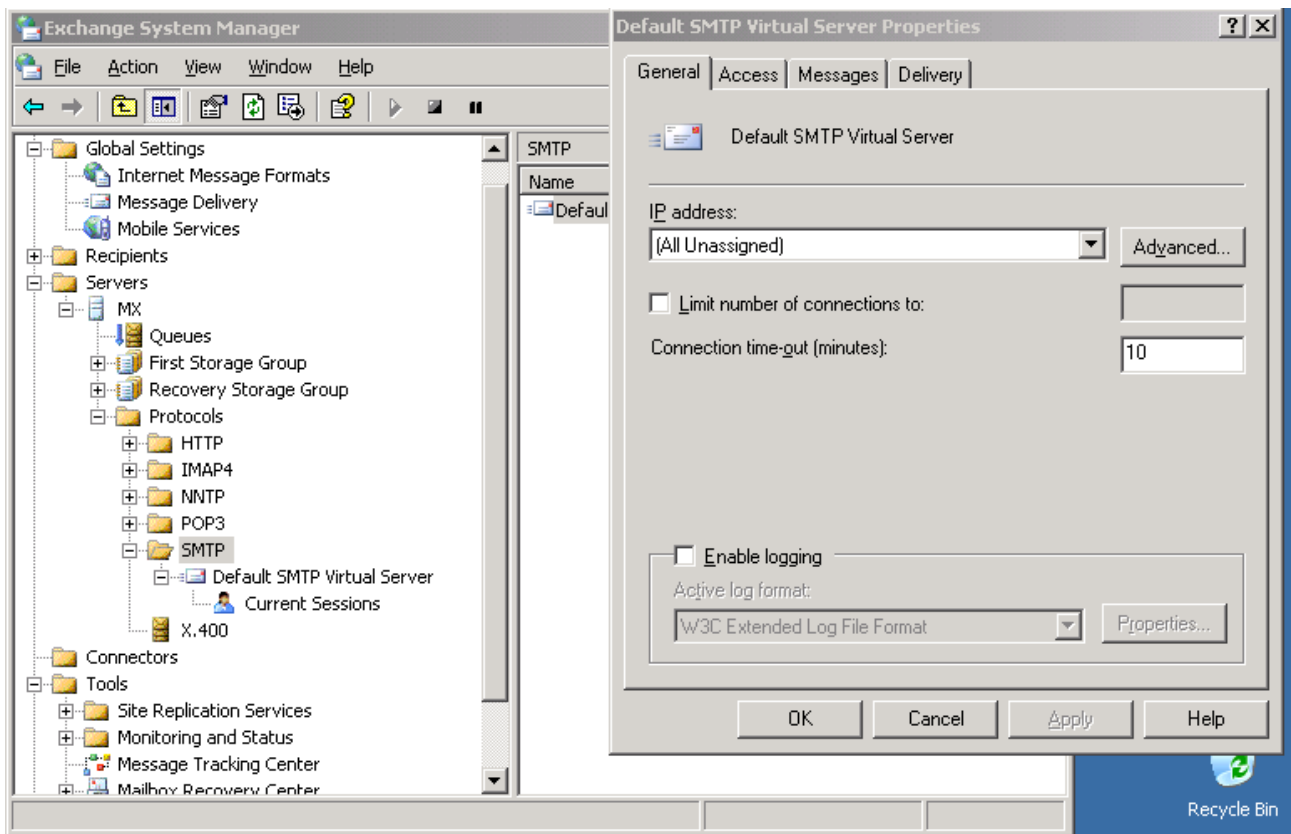 Exchange System Manager
File Action View Window Help
Global Settings
Internet Message Formats
Message Delivery
Mobile Services
Recipients
Servers
MX
Queues
First Storage Group
Recovery Storage Group
Protocols
HTTP
IMAP4
NNTP
POP3
SMTP
Default SMTP Virtual Server
Current Sessions
X.400
Connectors
Tools
Site Replication Services
Monitoring and Status
Message Tracking Center
Mailbox Recovery Center
SMTP
Name
Defaul
Default SMTP Virtual Server Properties
General Access Messages Delivery
Default SMTP Virtual Server
IP address:
(All Unassigned) Advanced...
Limit number of connections to:
Connection time-out (minutes): 10
Enable logging
Active log format:
W3C Extended Log File Format Properties...
OK Cancel Apply Help
Recycle Bin